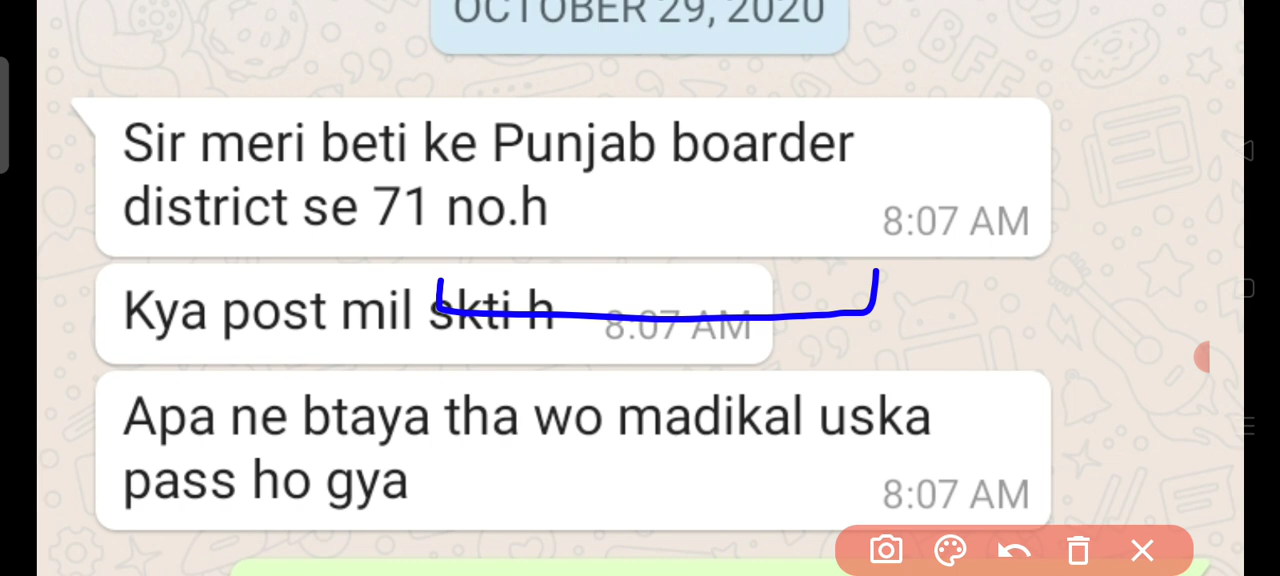 OCTOBER 29, 2020
Sir meri beti ke Punjab boarder
district se 71 no.h
8:07 AM
Kya post mil skti h
8:07 AM
Apa ne btaya tha wo madikal uska
pass ho gya
8:07 AM